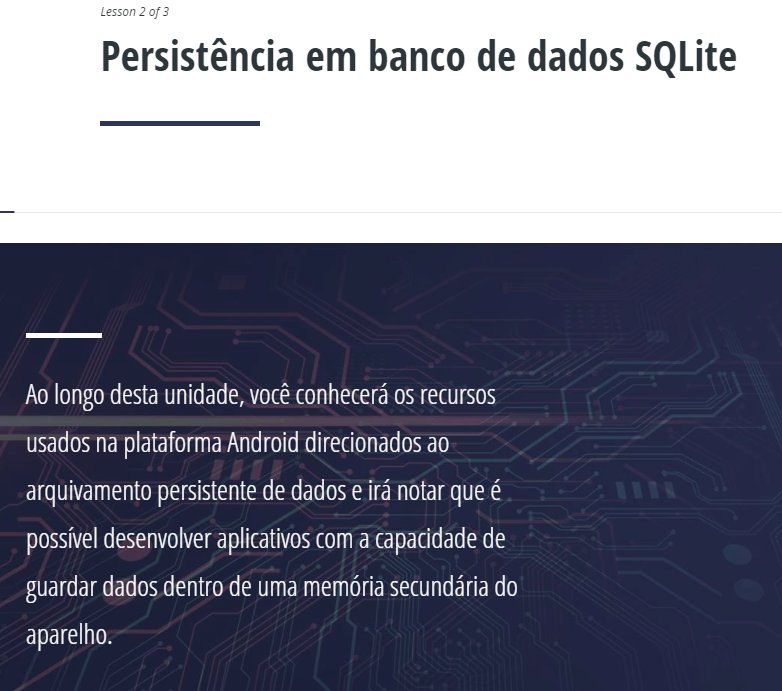 Lesson 2 of 3
Persistência em banco de dados SQLite
Ao longo desta unidade, você conhecerá os recursos
usados na plataforma Android direcionados ao
arquivamento persistente de dados e irá notar que é
possível desenvolver aplicativos com a capacidade de
guardar dados dentro de uma memória secundária do
aparelho.